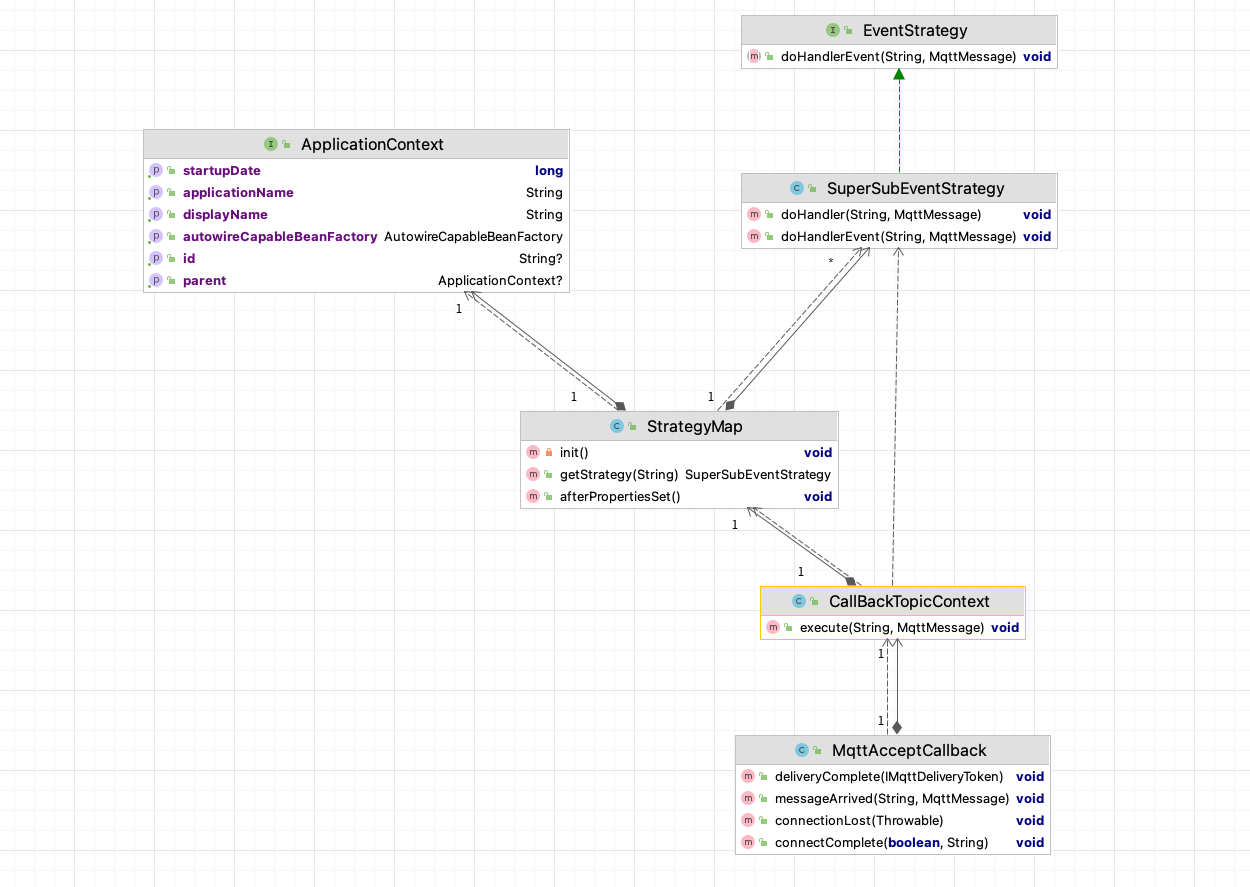 EventStrategy
doHandlerEvent(String, MqttMessage) void
ApplicationContext
startupDate long
applicationName String
displayName String
autowireCapableBeanFactory AutowireCapableBeanFactory
id String?
parent ApplicationContext?
SuperSubEventStrategy
doHandler(String, MqttMessage) void
doHandlerEvent(String, MqttMessage) void
*
1
1
1
StrategyMap
init() void
getStrategy(String) SuperSubEventStrategy
afterPropertiesSet() void
1
1
CallBackTopicContext
execute(String, MqttMessage) void
1
1
MqttAcceptCallback
deliveryComplete(IMqttDeliveryToken) void
messageArrived(String, MqttMessage) void
connectionLost(Throwable) void
connectComplete(boolean, String) void